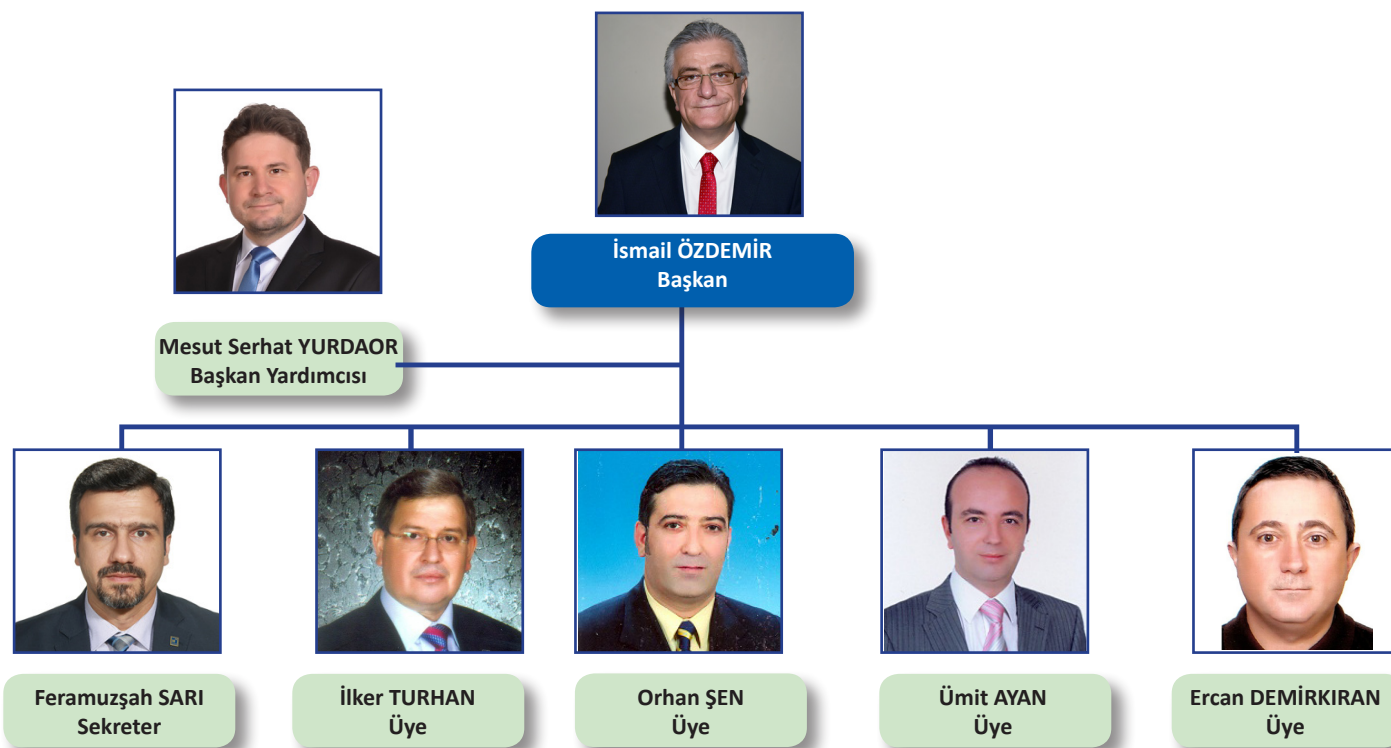 İsmail ÖZDEMİR
Başkan
Mesut Serhat YURDAOR
Başkan Yardımcısı
Feramuzşah SARI
Sekreter
İlker TURHAN
Üye
Orhan ŞEN
Üye
Ümit AYAN
Üye
Ercan DEMİRKIRAN
Üye